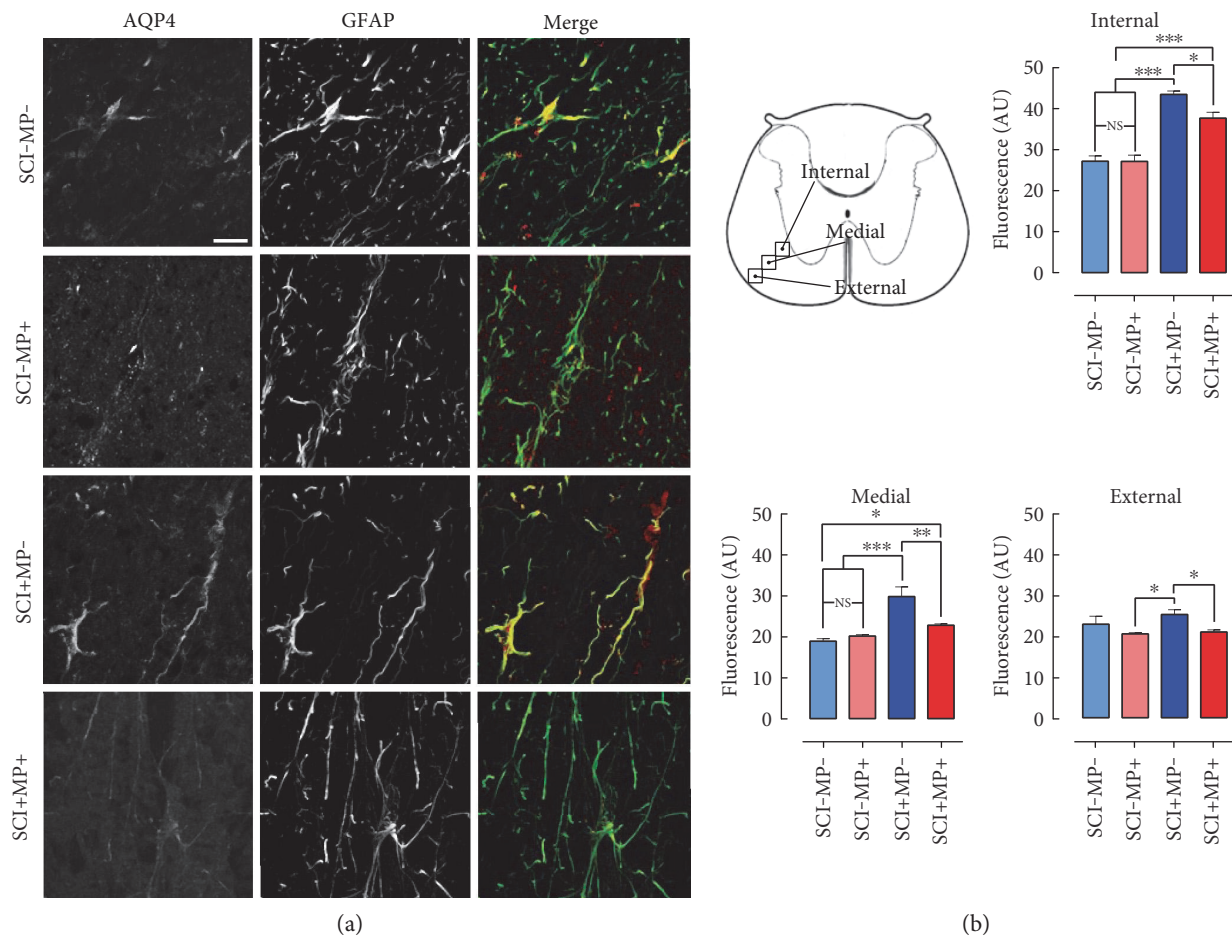 AQP4 GFAP Merge
SCI-MP-
SCI-MP+
SCI+MP-
SCI+MP+
(a)
Internal
Medial
External
Internal
Fluorescence (AU)
50
40
30
20
10
0
***
***
*
NS
SCI-MP-
SCI-MP+
SCI+MP-
SCI+MP+
Medial
Fluorescence (AU)
50
40
30
20
10
0
*
***
**
NS
SCI-MP-
SCI-MP+
SCI+MP-
SCI+MP+
External
Fluorescence (AU)
50
40
30
20
10
0
*
*
SCI-MP-
SCI-MP+
SCI+MP-
SCI+MP+
(b)